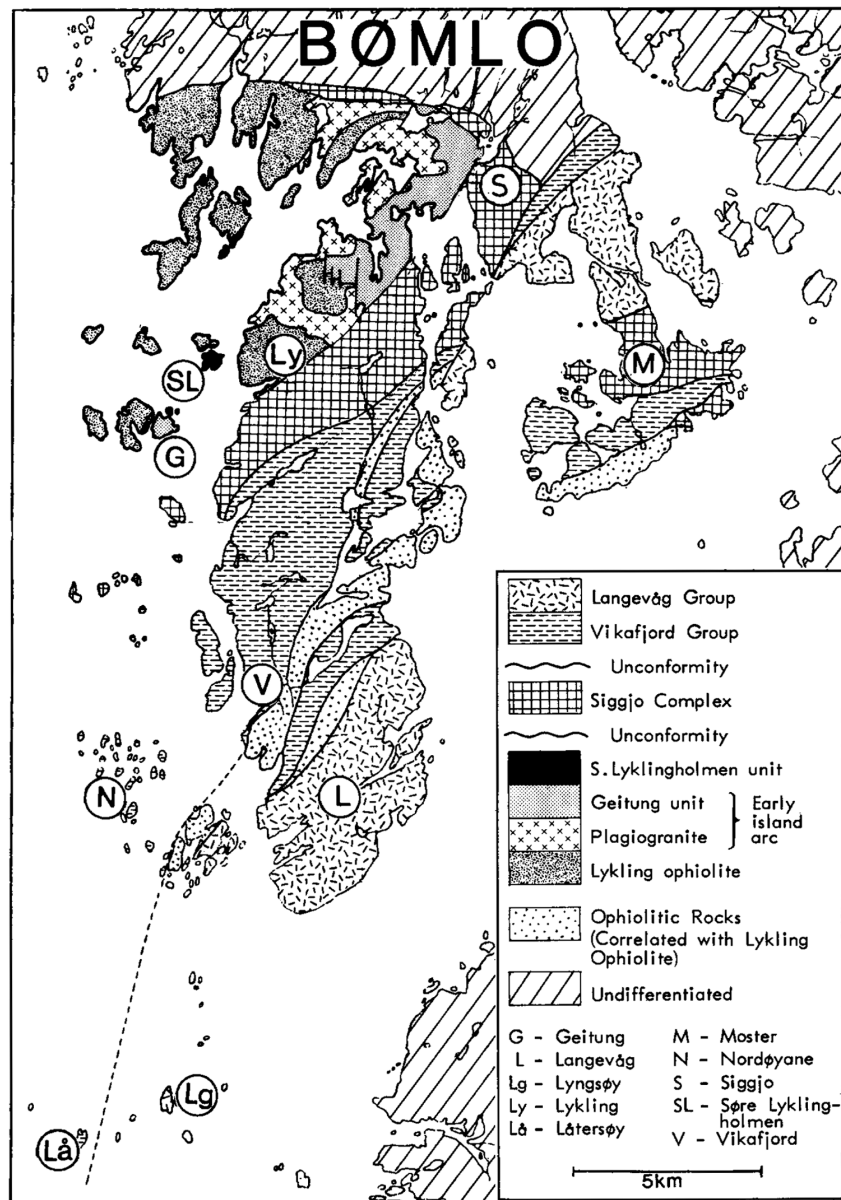 BØMLO
S
Ly
SL
M
G
V
N
L
Lg
Lå
Langevåg Group
Vikafjord Group
Unconformity
Siggjo Complex
Unconformity
S.Lyklingholmen unit
Geitung unit
Plagiogranite
Early
island
arc
Lykling ophiolite
Ophiolitic Rocks
(Correlated with Lykling
Ophiolite)
Undifferentiated
G - Geitung
L - Langevåg
Lg - Lyngsøy
Ly - Lykling
Lå - Låtersøy
M - Moster
N - Nordøyane
S - Siggjo
SL - Søre Lykling-
holmen
V - Vikafjord
5km